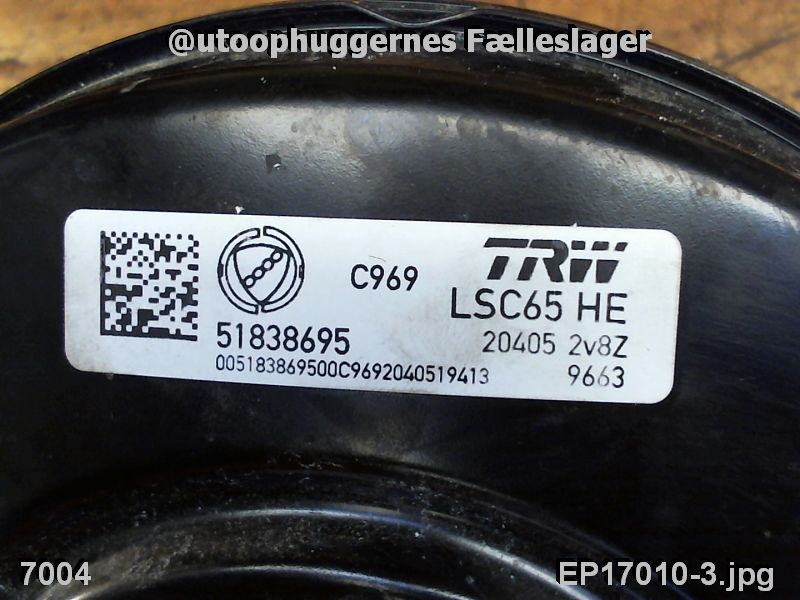 @utoophuggernes Fælleslager
C969
TRW
LSC65 HE
51838695
20405 2v8Z
005183869500C9692040519413
9663
7004
EP17010-3.jpg